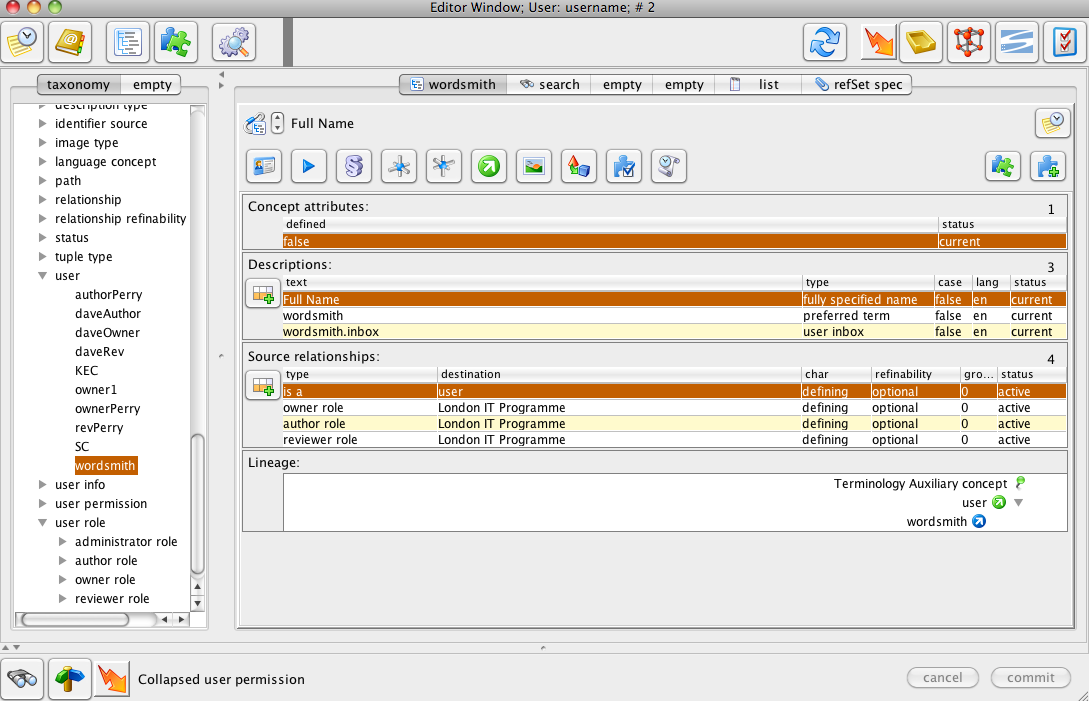 Editor Window; User: username; # 2
taxonomy empty
wordsmith search empty empty list refSet spec
description type
identifier source
image type
language concept
path
relationship
relationship refinability
status
tuple type
user
authorPerry
daveAuthor
daveOwner
daveRev
KEC
owner1
ownerPerry
revPerry
SC
wordsmith
user info
user permission
user role
administrator role
author role
owner role
reviewer role
Full Name
Concept attributes: 1
defined status
false current
Descriptions: 3
text type case lang status
Full Name fully specified name false en current
wordsmith preferred term false en current
wordsmith.inbox user inbox false en current
Source relationships: 4
type destination char refinability gro... status
is a user defining optional 0 active
owner role London IT Programme defining optional 0 active
author role London IT Programme defining optional 0 active
reviewer role London IT Programme defining optional 0 active
Lineage:
Terminology Auxiliary concept
user
wordsmith
Collapsed user permission
cancel commit